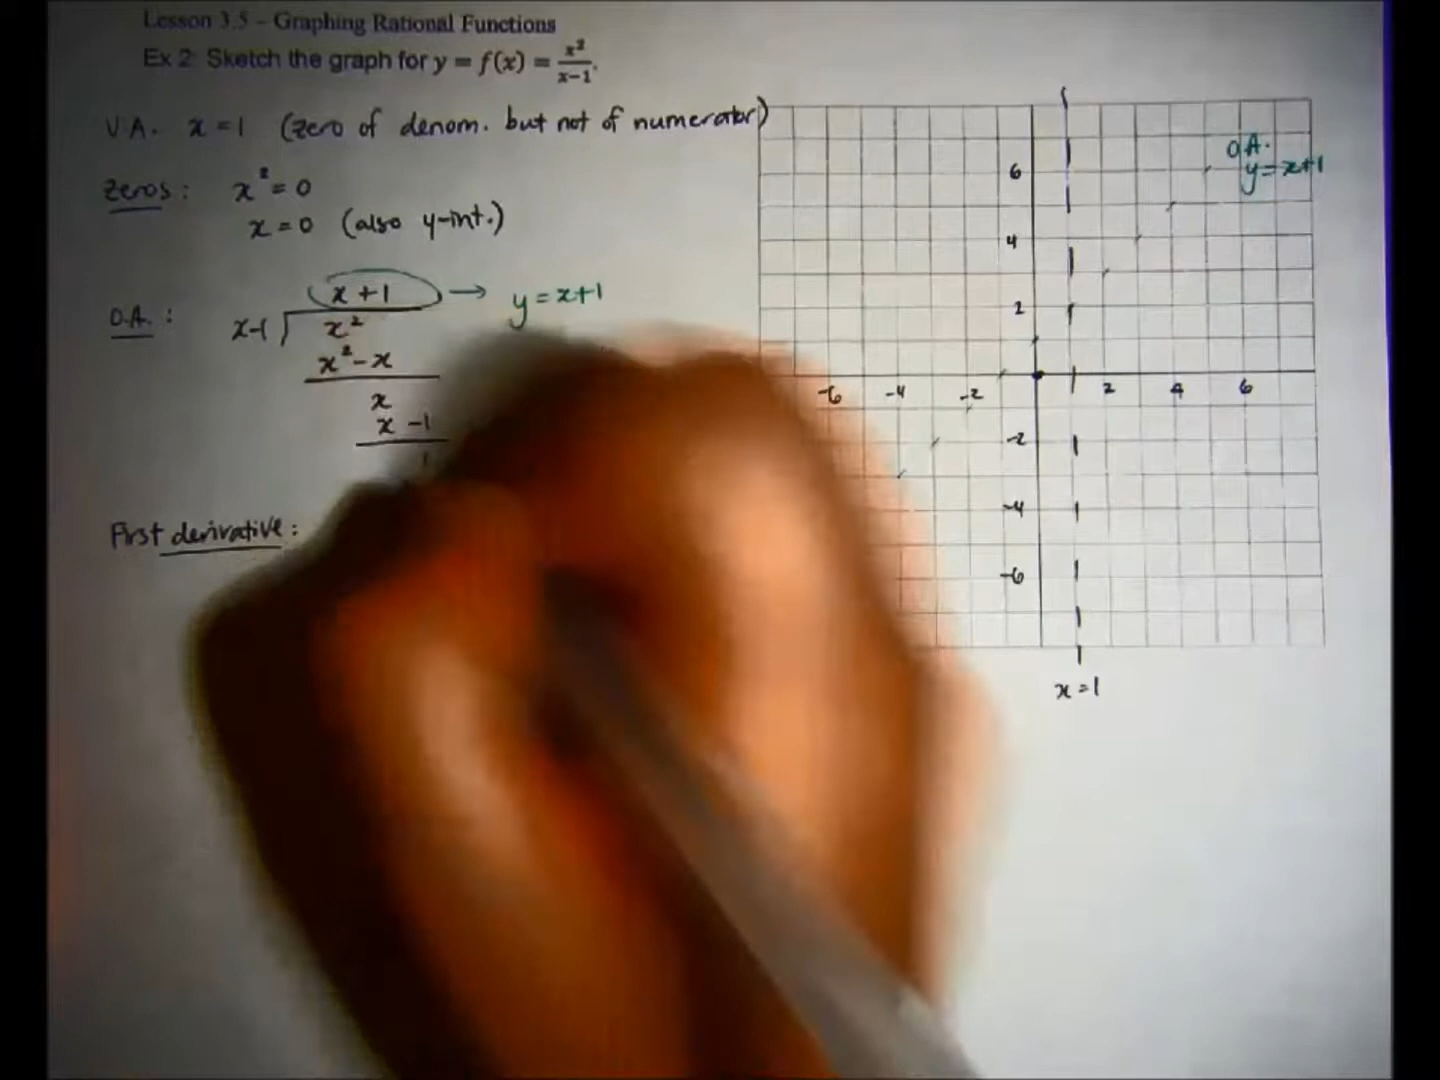 Lesson 3.5 – Graphing Rational Functions
Ex 2: Sketch the graph for y = f(x) = x²/x−1.
V.A. x = 1 (zero of denom. but not of numerator)
zeros: x² = 0
x = 0 (also y-int.)
x + 1 → y = x+1
O.A.: x-1 x²
x² - x
x
x - 1
1
First derivative:
O.A.
y = x+1
6
4
2
-6 -4 -2 2 4 6
-2
-4
-6
x = 1